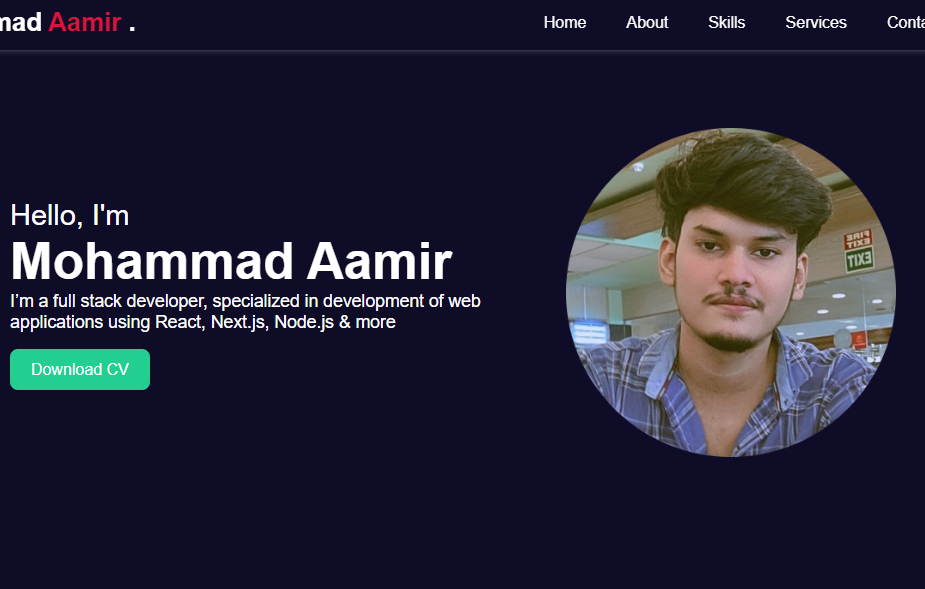 mad Aamir .
Home About Skills Services Conta
Hello, I'm
Mohammad Aamir
I’m a full stack developer, specialized in development of web
applications using React, Next.js, Node.js & more
Download CV
FIRE
EXIT
EXIT